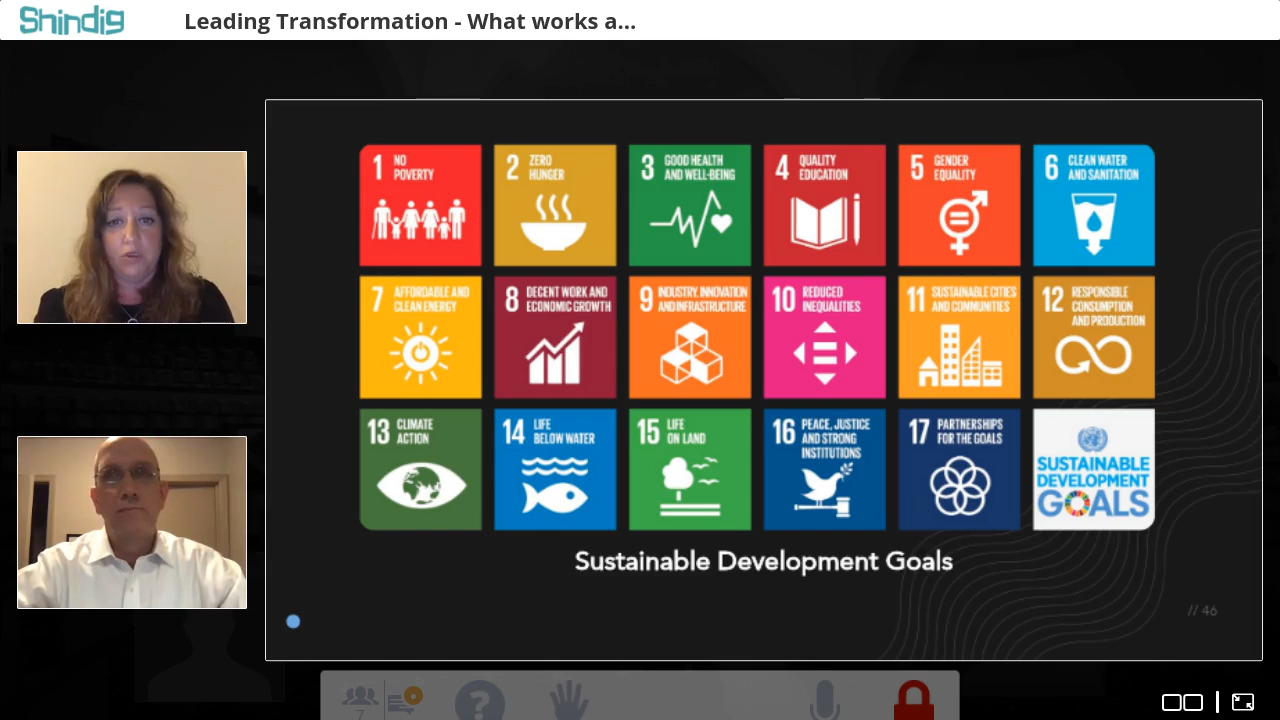 Shindig
Leading Transformation - What works a...
1 NO
POVERTY
2 ZERO
HUNGER
3 GOOD HEALTH
AND WELL-BEING
4 QUALITY
EDUCATION
5 GENDER
EQUALITY
6 CLEAN WATER
AND SANITATION
7 AFFORDABLE AND
CLEAN ENERGY
8 DECENT WORK AND
ECONOMIC GROWTH
9 INDUSTRY, INNOVATION
AND INFRASTRUCTURE
10 REDUCED
INEQUALITIES
11 SUSTAINABLE CITIES
AND COMMUNITIES
12 RESPONSIBLE
CONSUMPTION
AND PRODUCTION
13 CLIMATE
ACTION
14 LIFE
BELOW WATER
15 LIFE
ON LAND
16 PEACE, JUSTICE
AND STRONG
INSTITUTIONS
17 PARTNERSHIPS
FOR THE GOALS
SUSTAINABLE
DEVELOPMENT
GOALS
Sustainable Development Goals
// 46
7
?